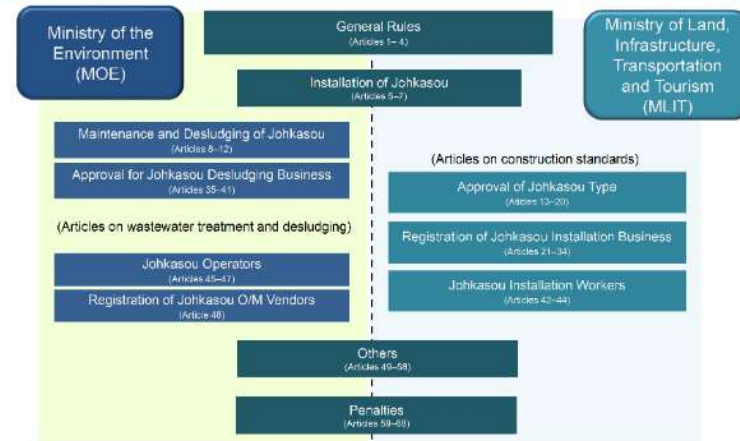 Ministry of the
Environment
(MOE)
General Rules
(Articles 1–4)
Ministry of Land,
Infrastructure,
Transportation
and Tourism
(MLIT)
Installation of Johkasou
(Articles 5–7)
Maintenance and Desludging of Johkasou
(Articles 8–12)
Approval for Johkasou Desludging Business
(Articles 35–41)
(Articles on wastewater treatment and desludging)
Johkasou Operators
(Articles 45–47)
Registration of Johkasou O/M Vendors
(Article 48)
(Articles on construction standards)
Approval of Johkasou Type
(Articles 13–20)
Registration of Johkasou Installation Business
(Articles 21–34)
Johkasou Installation Workers
(Articles 42–44)
Others
(Articles 49–58)
Penalties
(Articles 59–68)